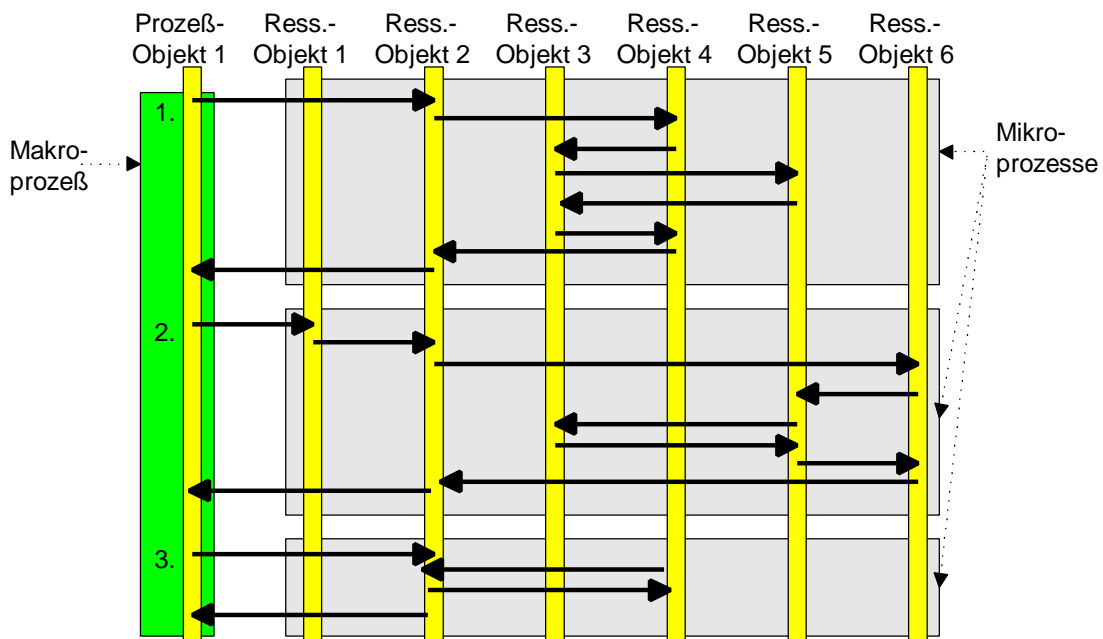 Prozeß- Ress.- Ress.- Ress.- Ress.- Ress.- Ress.-
Objekt 1 Objekt 1 Objekt 2 Objekt 3 Objekt 4 Objekt 5 Objekt 6
1.
Makro-
prozeß
Mikro-
prozesse
2.
3.